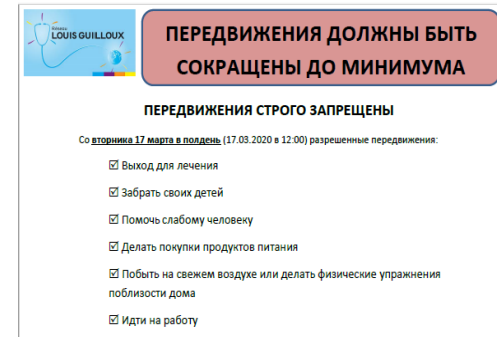 Réseau
LOUIS GUILLOUX
ПЕРЕДВИЖЕНИЯ ДОЛЖНЫ БЫТЬ
СОКРАЩЕНЫ ДО МИНИМУМА
ПЕРЕДВИЖЕНИЯ СТРОГО ЗАПРЕЩЕНЫ
Со вторника 17 марта в полдень (17.03.2020 в 12:00) разрешенные передвижения:
☑ Выход для лечения
☑ Забрать своих детей
☑ Помочь слабому человеку
☑ Делать покупки продуктов питания
☑ Побыть на свежем воздухе или делать физические упражнения
поблизости дома
☑ Идти на работу